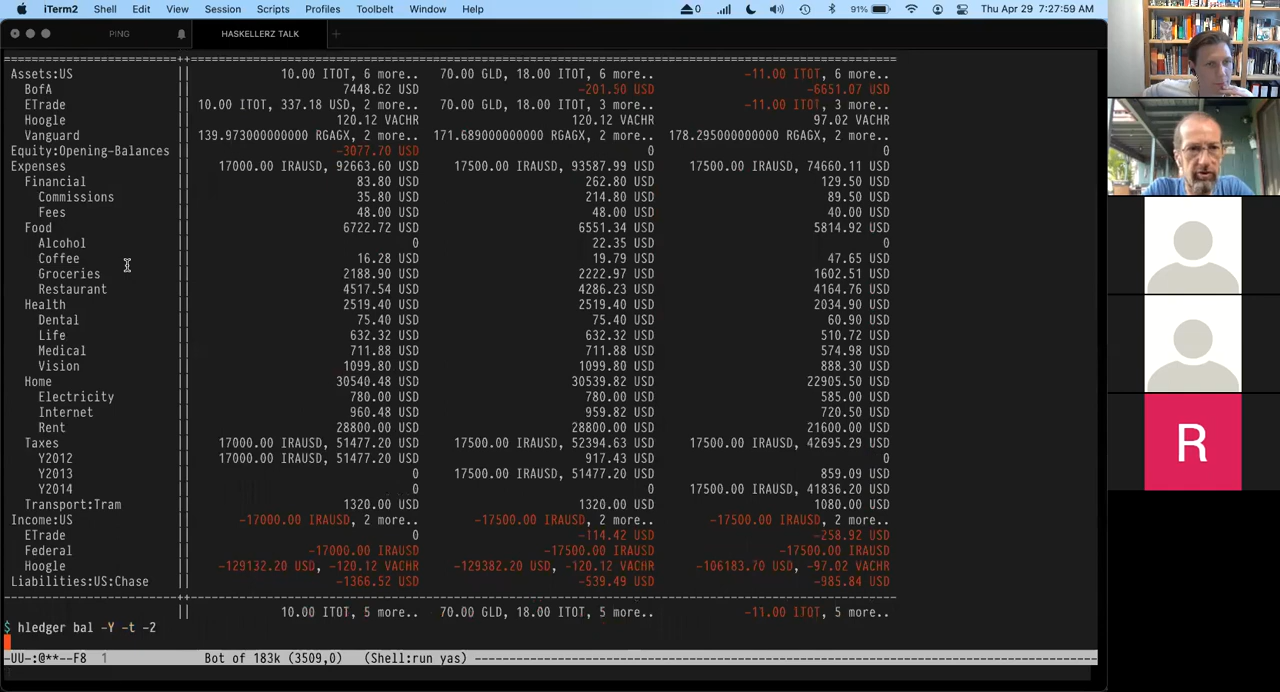 iTerm2 Shell Edit View Session Scripts Profiles Toolbelt Window Help 0 91% Thu Apr 29 7:27:59 AM
PING HASKELLERZ TALK +
===========================++=========================================================================================================
Assets:US || 10.00 ITOT, 6 more.. 70.00 GLD, 18.00 ITOT, 6 more.. -11.00 ITOT, 6 more..
BofA || 7448.62 USD -201.50 USD -6651.07 USD
ETrade || 10.00 ITOT, 337.18 USD, 2 more.. 70.00 GLD, 18.00 ITOT, 3 more.. -11.00 ITOT, 3 more..
Hoogle || 120.12 VACHR 120.12 VACHR 97.02 VACHR
Vanguard || 139.973000000000 RGAGX, 2 more.. 171.689000000000 RGAGX, 2 more.. 178.295000000000 RGAGX, 2 more..
Equity:Opening-Balances || -3077.70 USD 0 0
Expenses || 17000.00 IRAUSD, 92663.60 USD 17500.00 IRAUSD, 93587.99 USD 17500.00 IRAUSD, 74660.11 USD
Financial || 83.80 USD 262.80 USD 129.50 USD
Commissions || 35.80 USD 214.80 USD 89.50 USD
Fees || 48.00 USD 48.00 USD 40.00 USD
Food || 6722.72 USD 6551.34 USD 5814.92 USD
Alcohol || 0 22.35 USD 0
Coffee || 16.28 USD 19.79 USD 47.65 USD
Groceries || 2188.90 USD 2222.97 USD 1602.51 USD
Restaurant || 4517.54 USD 4286.23 USD 4164.76 USD
Health || 2519.40 USD 2519.40 USD 2034.90 USD
Dental || 75.40 USD 75.40 USD 60.90 USD
Life || 632.32 USD 632.32 USD 510.72 USD
Medical || 711.88 USD 711.88 USD 574.98 USD
Vision || 1099.80 USD 1099.80 USD 888.30 USD
Home || 30540.48 USD 30539.82 USD 22905.50 USD
Electricity || 780.00 USD 780.00 USD 585.00 USD
Internet || 960.48 USD 959.82 USD 720.50 USD
Rent || 28800.00 USD 28800.00 USD 21600.00 USD
Taxes || 17000.00 IRAUSD, 51477.20 USD 17500.00 IRAUSD, 52394.63 USD 17500.00 IRAUSD, 42695.29 USD
Y2012 || 17000.00 IRAUSD, 51477.20 USD 917.43 USD 0
Y2013 || 0 17500.00 IRAUSD, 51477.20 USD 859.09 USD
Y2014 || 0 0 17500.00 IRAUSD, 41836.20 USD
Transport:Tram || 1320.00 USD 1320.00 USD 1080.00 USD
Income:US || -17000.00 IRAUSD, 2 more.. -17500.00 IRAUSD, 2 more.. -17500.00 IRAUSD, 2 more..
ETrade || 0 -114.42 USD -258.92 USD
Federal || -17000.00 IRAUSD -17500.00 IRAUSD -17500.00 IRAUSD
Hoogle || -129132.20 USD, -120.12 VACHR -129382.20 USD, -120.12 VACHR -106183.70 USD, -97.02 VACHR
Liabilities:US:Chase || -1366.52 USD -539.49 USD -985.84 USD
---------------------------++---------------------------------------------------------------------------------------------------------
|| 10.00 ITOT, 5 more.. 70.00 GLD, 18.00 ITOT, 5 more.. -11.00 ITOT, 5 more..
$ hledger bal -Y -t -2
-UU-:@**--F8 1 Bot of 183k (3509,0) (Shell:run yas) ----------
R